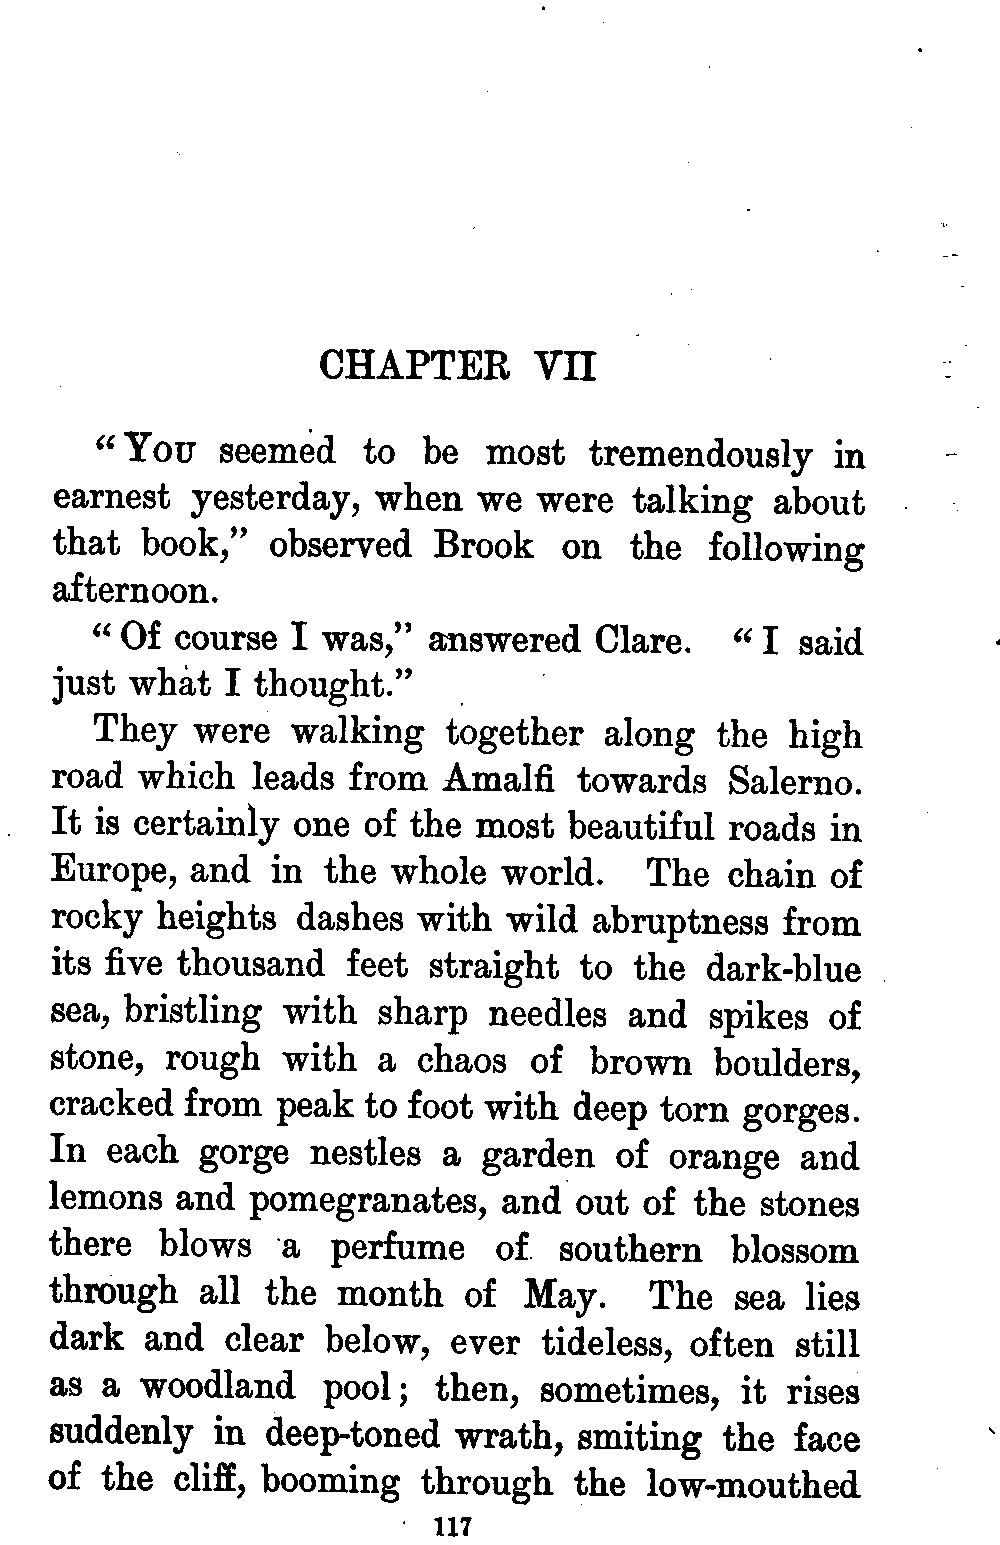 CHAPTER VII
“You seemed to be most tremendously in
earnest yesterday, when we were talking about
that book,” observed Brook on the following
afternoon.
“Of course I was,” answered Clare. “I said
just what I thought.”
They were walking together along the high
road which leads from Amalfi towards Salerno.
It is certainly one of the most beautiful roads in
Europe, and in the whole world. The chain of
rocky heights dashes with wild abruptness from
its five thousand feet straight to the dark-blue
sea, bristling with sharp needles and spikes of
stone, rough with a chaos of brown boulders,
cracked from peak to foot with deep torn gorges.
In each gorge nestles a garden of orange and
lemons and pomegranates, and out of the stones
there blows a perfume of southern blossom
through all the month of May. The sea lies
dark and clear below, ever tideless, often still
as a woodland pool; then, sometimes, it rises
suddenly in deep-toned wrath, smiting the face
of the cliff, booming through the low-mouthed
117